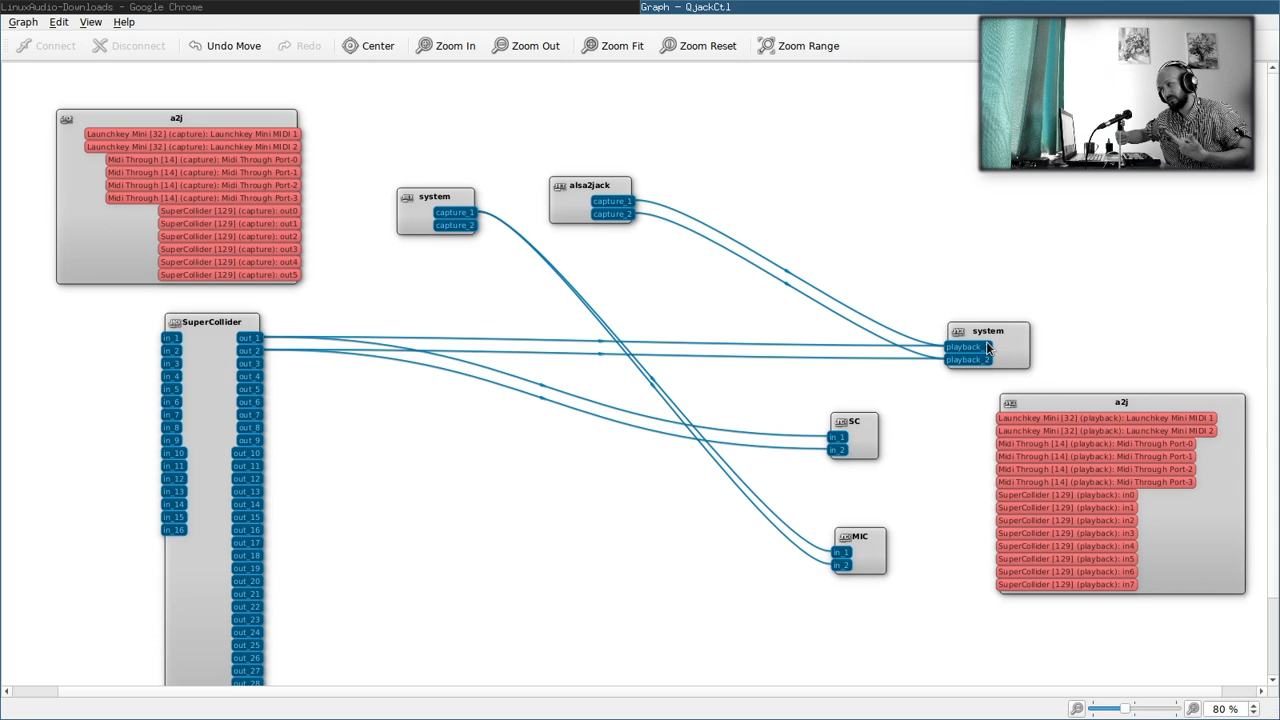 LinuxAudio-Downloads - Google Chrome
Graph — QjackCtl
Graph Edit View Help
Connect Disconnect Undo Move Redo Center Zoom In Zoom Out Zoom Fit Zoom Reset Zoom Range
a2j
Launchkey Mini [32] (capture): Launchkey Mini MIDI 1
Launchkey Mini [32] (capture): Launchkey Mini MIDI 2
Midi Through [14] (capture): Midi Through Port-0
Midi Through [14] (capture): Midi Through Port-1
Midi Through [14] (capture): Midi Through Port-2
Midi Through [14] (capture): Midi Through Port-3
SuperCollider [129] (capture): out0
SuperCollider [129] (capture): out1
SuperCollider [129] (capture): out2
SuperCollider [129] (capture): out3
SuperCollider [129] (capture): out4
SuperCollider [129] (capture): out5
system
capture_1
capture_2
alsa2jack
capture_1
capture_2
SuperCollider
in_1 out_1
in_2 out_2
in_3 out_3
in_4 out_4
in_5 out_5
in_6 out_6
in_7 out_7
in_8 out_8
in_9 out_9
in_10 out_10
in_11 out_11
in_12 out_12
in_13 out_13
in_14 out_14
in_15 out_15
in_16 out_16
out_17
out_18
out_19
out_20
out_21
out_22
out_23
out_24
out_25
out_26
out_27
out_28
system
playback
playback_2
SC
in_1
in_2
MIC
in_1
in_2
a2j
Launchkey Mini [32] (playback): Launchkey Mini MIDI 1
Launchkey Mini [32] (playback): Launchkey Mini MIDI 2
Midi Through [14] (playback): Midi Through Port-0
Midi Through [14] (playback): Midi Through Port-1
Midi Through [14] (playback): Midi Through Port-2
Midi Through [14] (playback): Midi Through Port-3
SuperCollider [129] (playback): in0
SuperCollider [129] (playback): in1
SuperCollider [129] (playback): in2
SuperCollider [129] (playback): in3
SuperCollider [129] (playback): in4
SuperCollider [129] (playback): in5
SuperCollider [129] (playback): in6
SuperCollider [129] (playback): in7
80 %